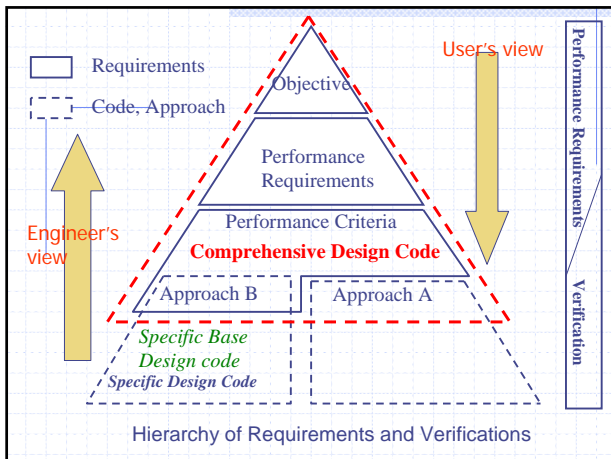 Requirements
Code, Approach
User's view
Objective
Performance
Requirements
Performance Criteria
Comprehensive Design Code
Engineer's
view
Approach B
Approach A
Specific Base
Design code
Specific Design Code
Performance Requirements
Verification
Hierarchy of Requirements and Verifications